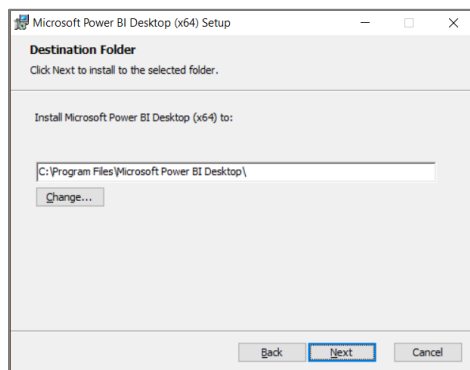 Microsoft Power BI Desktop (x64) Setup
Destination Folder
Click Next to install to the selected folder.
Install Microsoft Power BI Desktop (x64) to:
C:\Program Files\Microsoft Power BI Desktop\
Change...
Back Next Cancel